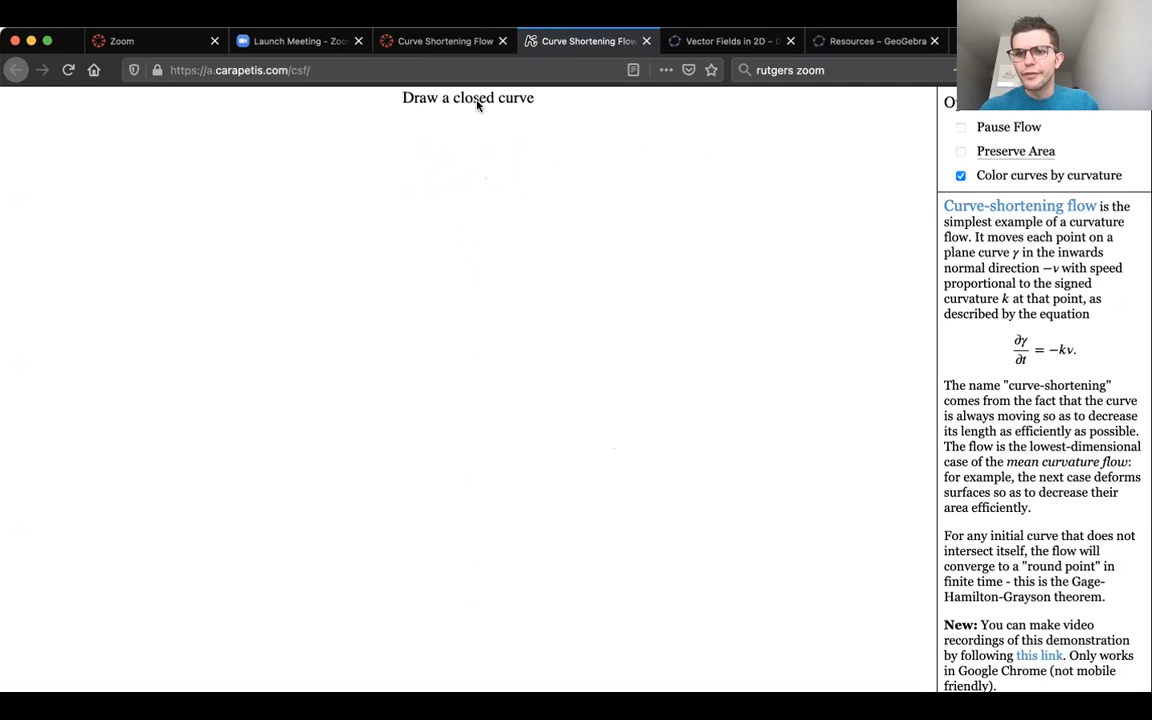 Zoom
Launch Meeting - Zoo
Curve Shortening Flow
Curve Shortening Flow
Vector Fields in 2D –
Resources – GeoGebra
https://a.carapetis.com/csf/
rutgers zoom
Draw a closed curve
Pause Flow
Preserve Area
Color curves by curvature
Curve-shortening flow is the
simplest example of a curvature
flow. It moves each point on a
plane curve γ in the inwards
normal direction −ν with speed
proportional to the signed
curvature k at that point, as
described by the equation
∂γ/∂t = −kν.
The name "curve-shortening"
comes from the fact that the curve
is always moving so as to decrease
its length as efficiently as possible.
The flow is the lowest-dimensional
case of the mean curvature flow:
for example, the next case deforms
surfaces so as to decrease their
area efficiently.
For any initial curve that does not
intersect itself, the flow will
converge to a "round point" in
finite time - this is the Gage-
Hamilton-Grayson theorem.
New: You can make video
recordings of this demonstration
by following this link. Only works
in Google Chrome (not mobile
friendly).